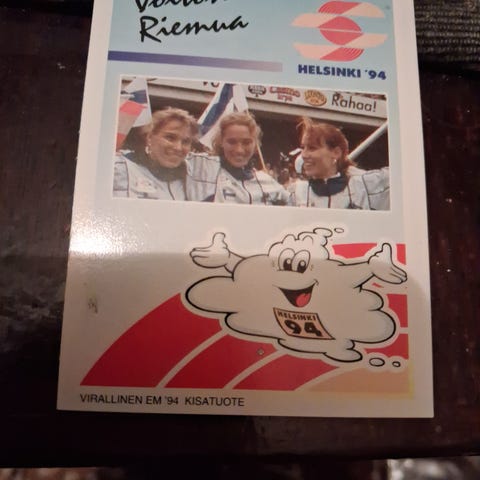 Riemua
HELSINKI '94
Rahaa!
HELSINKI
94
VIRALLINEN EM '94 KISATUOTE